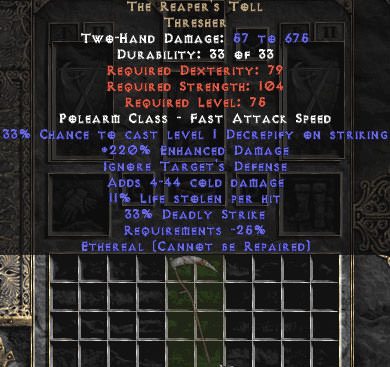 The Reaper's Toll
Thresher
Two-Hand Damage: 57 to 675
Durability: 33 of 33
Required Dexterity: 79
Required Strength: 104
Required Level: 75
Polearm Class - Fast Attack Speed
33% Chance to cast level 1 Decrepify on striking
+220% Enhanced Damage
Ignore Target's Defense
Adds 4-44 cold damage
11% Life stolen per hit
33% Deadly Strike
Requirements -25%
Ethereal (Cannot be Repaired)